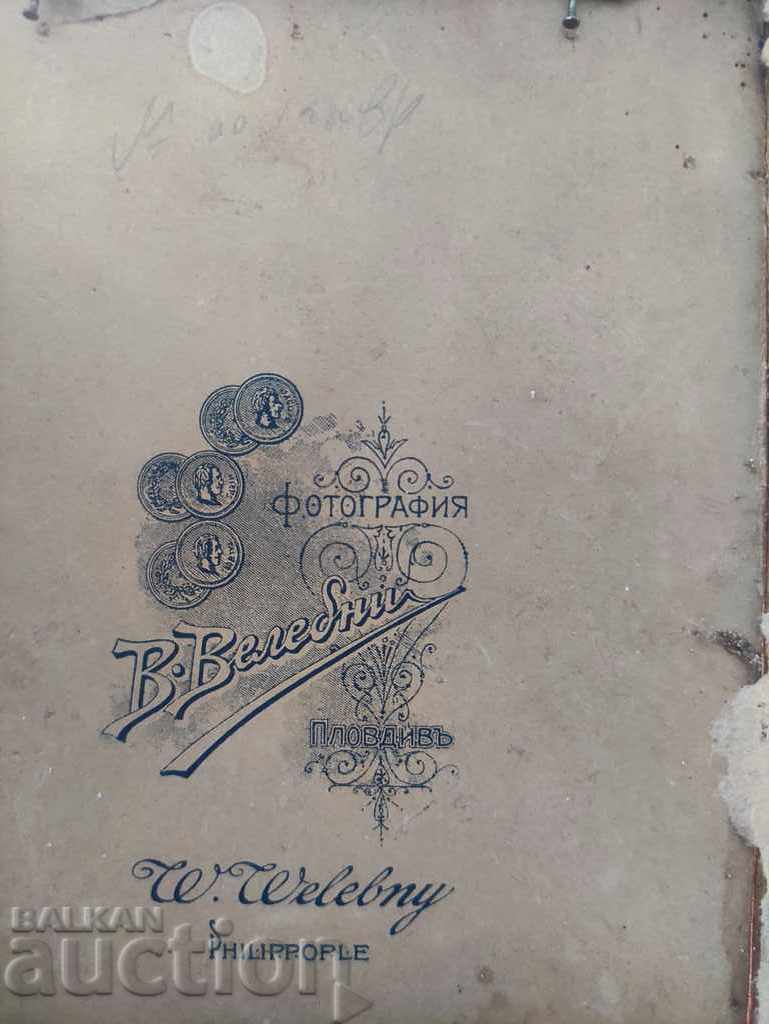 ФОТОГРАФИЯ
В. Велебни
ПЛОВДИВЪ
W. Welebny
PHILIPPOPLE
BALKAN
auction